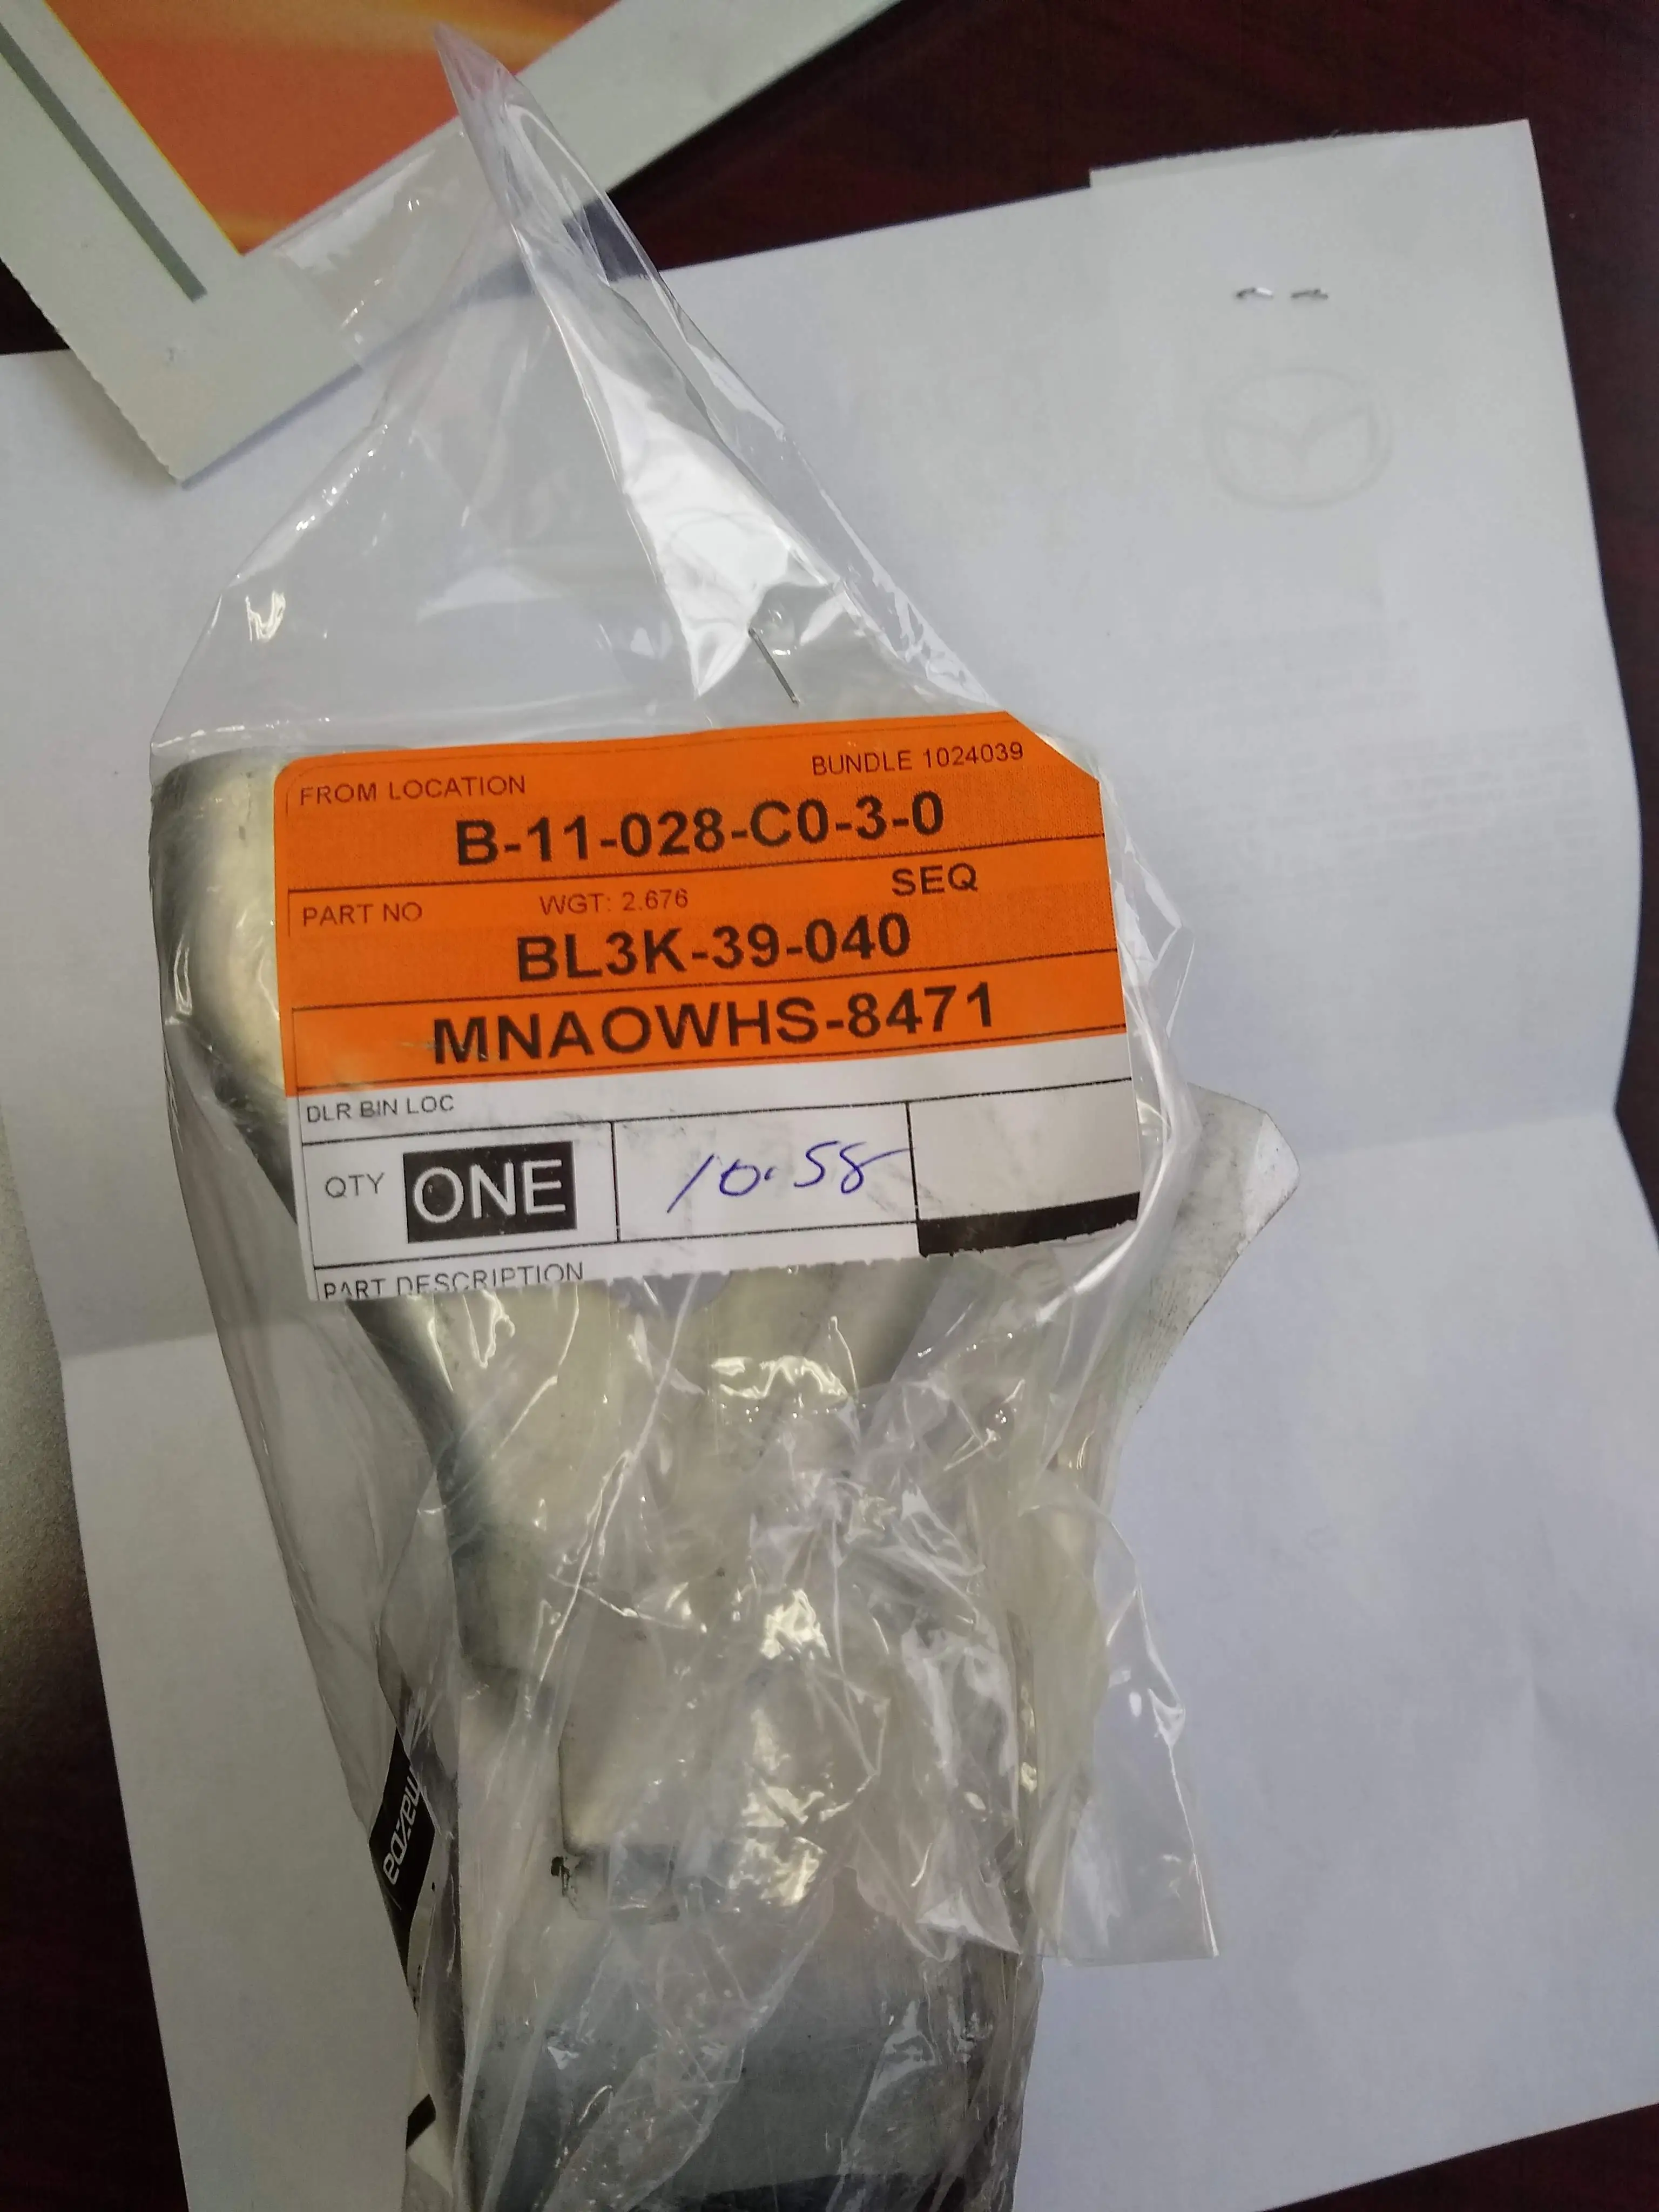 BUNDLE 1024039
FROM LOCATION
B-11-028-C0-3-0
PART NO WGT: 2.676 SEQ
BL3K-39-040
MNAOWHS-8471
DLR BIN LOC
QTY ONE 10.58
PART DESCRIPTION
mazda